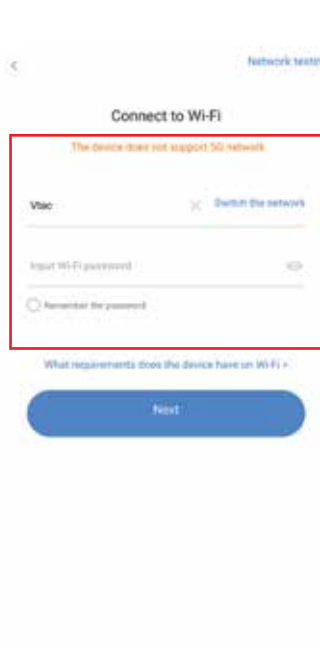 Network testin
Connect to Wi-Fi
The device does not support 5G network
Vtac Switch the network
Input Wi-Fi password
Remember the password
What requirements does the device have on Wi-Fi >
Next